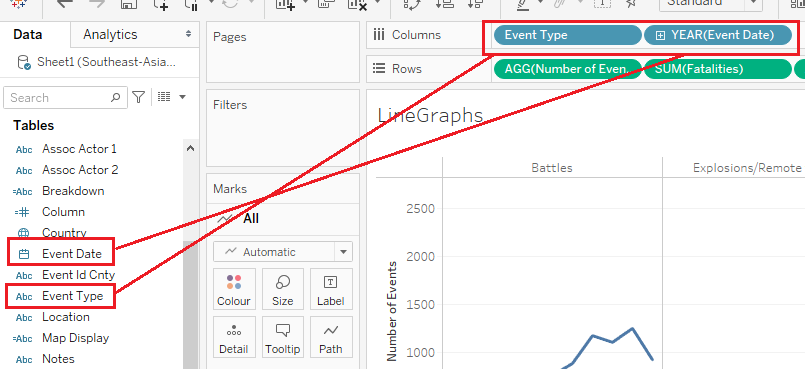 Standard
Data
Analytics
Sheet1 (Southeast-Asia...
Search
Tables
Abc Assoc Actor 1
Abc Assoc Actor 2
=Abc Breakdown
=# Column
Country
Event Date
Abc Event Id Cnty
Abc Event Type
Abc Location
=Abc Map Display
Abc Notes
Pages
Filters
Marks
All
Automatic
Colour
Size
T
Label
Detail
Tooltip
Path
Columns
Event Type
YEAR(Event Date)
Rows
AGG(Number of Even..
SUM(Fatalities)
LineGraphs
Battles
Explosions/Remote
2500
2000
1500
1000
Number of Events